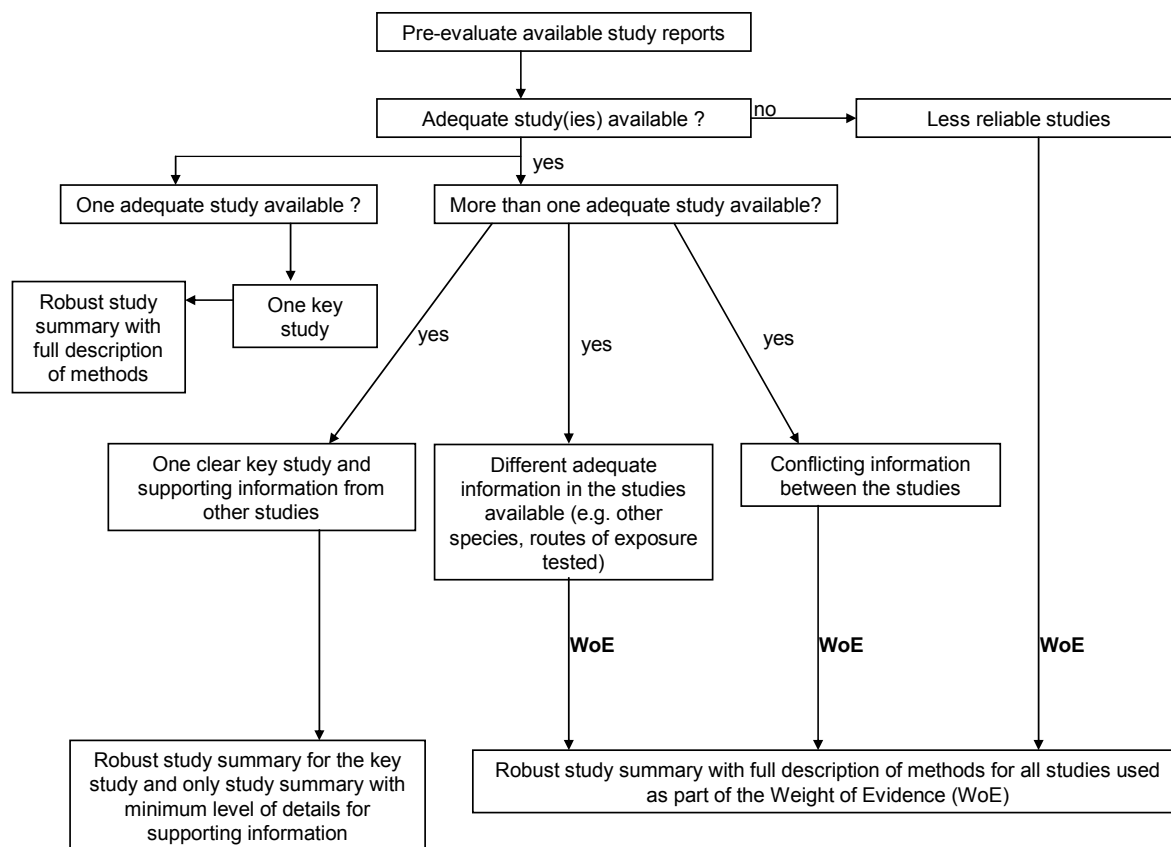 Pre-evaluate available study reports
Adequate study(ies) available ?
no
Less reliable studies
yes
One adequate study available ?
More than one adequate study available?
Robust study
summary with
full description
of methods
One key
study
yes
yes
yes
One clear key study and
supporting information from
other studies
Different adequate
information in the studies
available (e.g. other
species, routes of exposure
tested)
Conflicting information
between the studies
WoE
WoE
WoE
Robust study summary for the key
study and only study summary with
minimum level of details for
supporting information
Robust study summary with full description of methods for all studies used
as part of the Weight of Evidence (WoE)